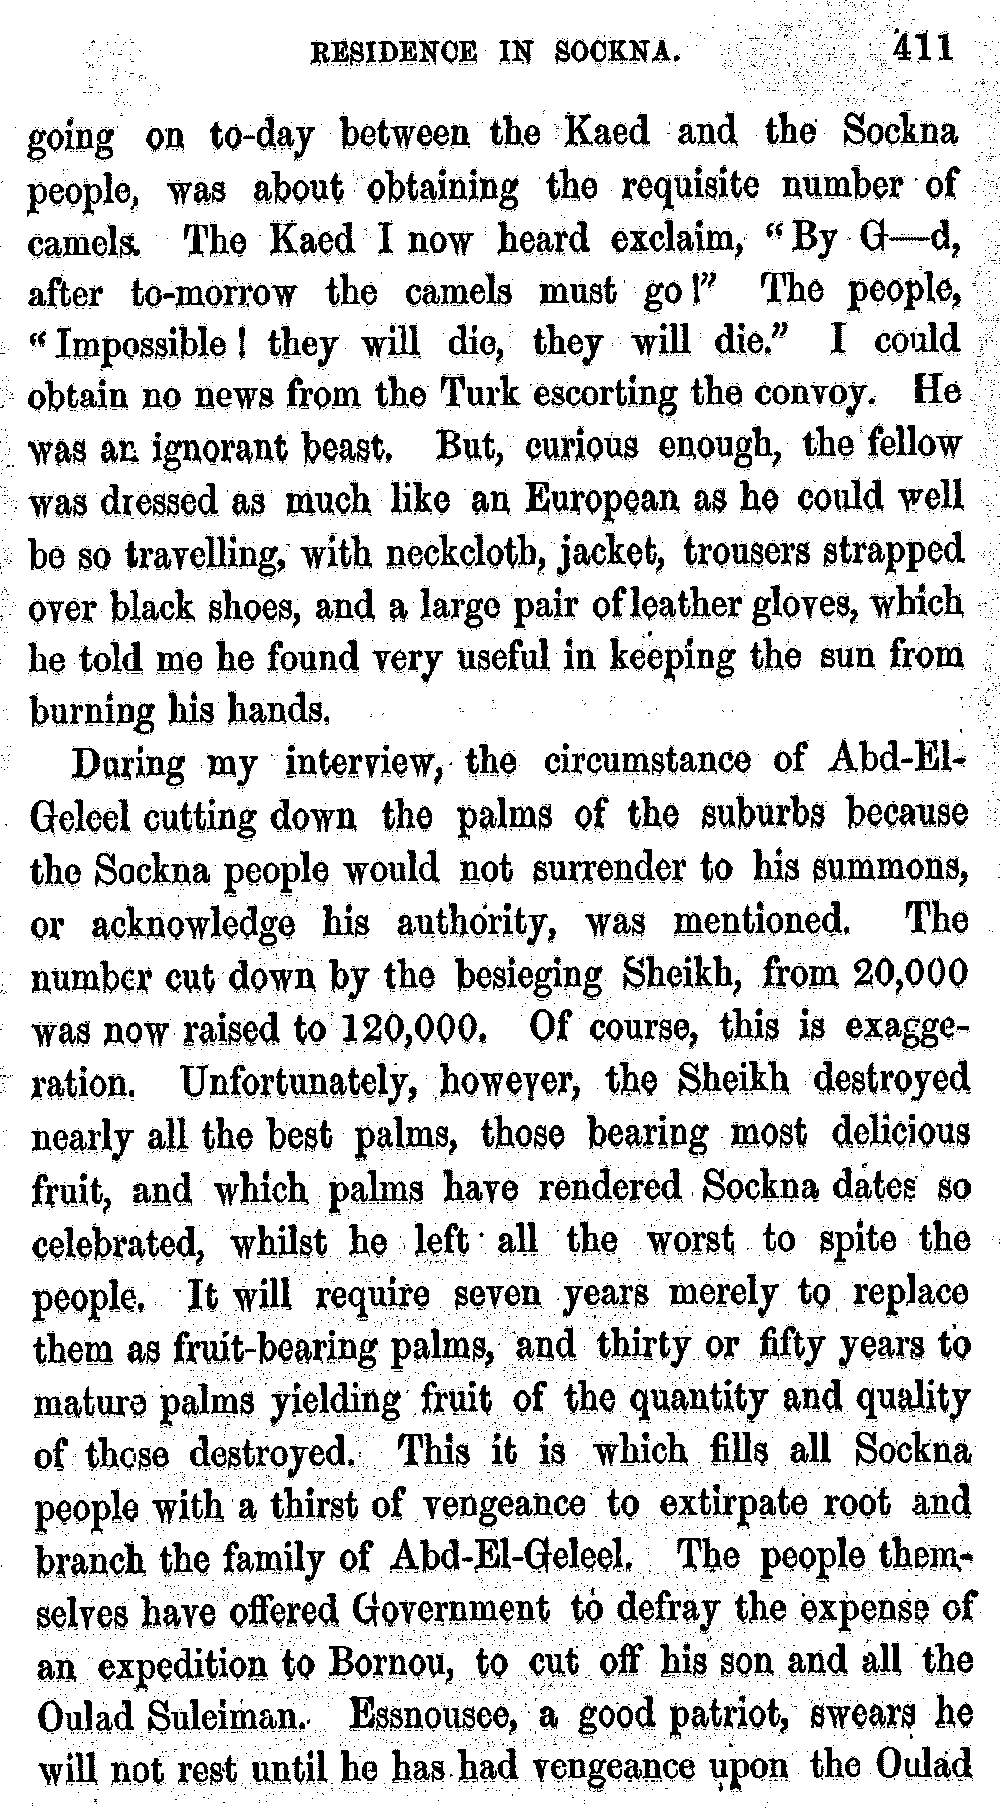 RESIDENCE IN SOCKNA. 411
going on to-day between the Kaed and the Sockna
people, was about obtaining the requisite number of
camels. The Kaed I now heard exclaim, "By G—d,
after to-morrow the camels must go!" The people,
"Impossible! they will die, they will die." I could
obtain no news from the Turk escorting the convoy. He
was an ignorant beast. But, curious enough, the fellow
was dressed as much like an European as he could well
be so travelling, with neckcloth, jacket, trousers strapped
over black shoes, and a large pair of leather gloves, which
he told me he found very useful in keeping the sun from
burning his hands.
During my interview, the circumstance of Abd-El-
Geleel cutting down the palms of the suburbs because
the Sockna people would not surrender to his summons,
or acknowledge his authority, was mentioned. The
number cut down by the besieging Sheikh, from 20,000
was now raised to 120,000. Of course, this is exagge-
ration. Unfortunately, however, the Sheikh destroyed
nearly all the best palms, those bearing most delicious
fruit, and which palms have rendered Sockna dates so
celebrated, whilst he left all the worst to spite the
people. It will require seven years merely to replace
them as fruit-bearing palms, and thirty or fifty years to
mature palms yielding fruit of the quantity and quality
of those destroyed. This it is which fills all Sockna
people with a thirst of vengeance to extirpate root and
branch the family of Abd-El-Geleel. The people them-
selves have offered Government to defray the expense of
an expedition to Bornou, to cut off his son and all the
Oulad Suleiman. Essnousee, a good patriot, swears he
will not rest until he has had vengeance upon the Oulad